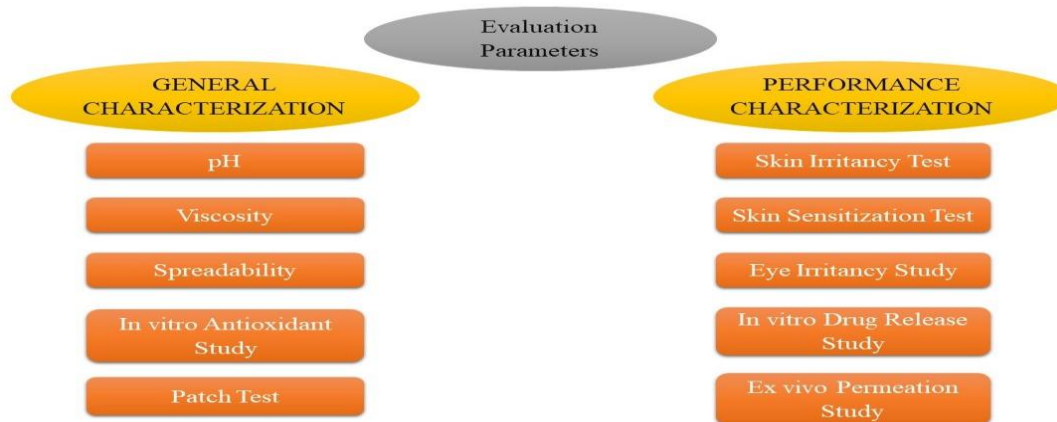 Evaluation
Parameters
GENERAL
CHARACTERIZATION
pH
Viscosity
Spreadability
In vitro Antioxidant
Study
Patch Test
PERFORMANCE
CHARACTERIZATION
Skin Irritancy Test
Skin Sensitization Test
Eye Irritancy Study
In vitro Drug Release
Study
Ex vivo Permeation
Study